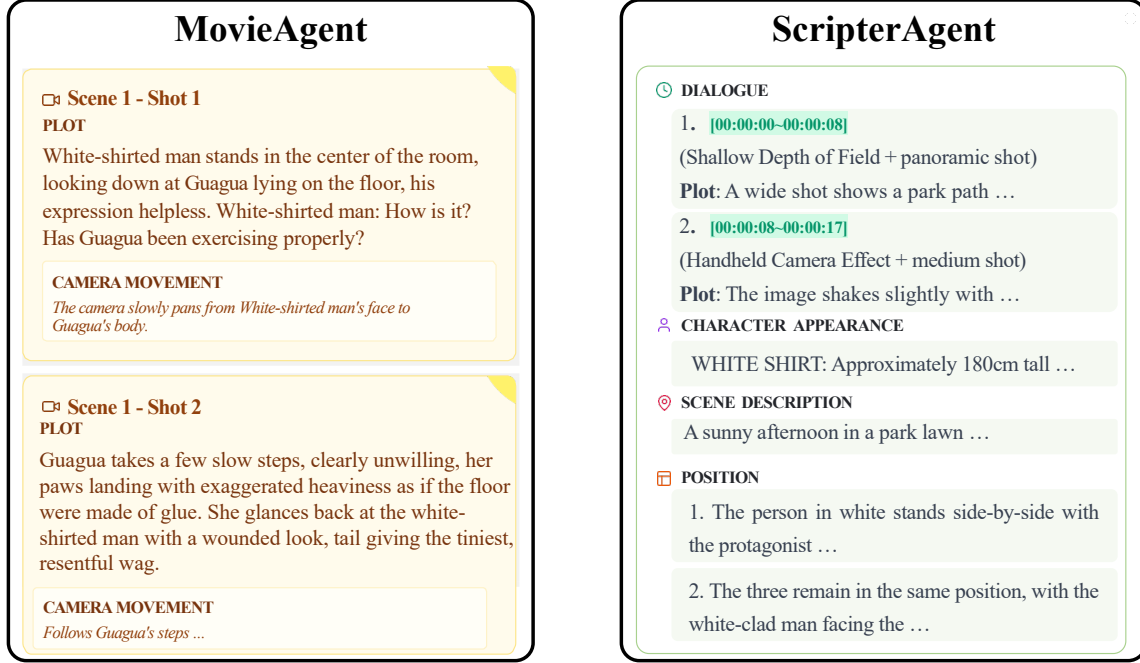 MovieAgent
Scene 1 - Shot 1
PLOT
White-shirted man stands in the center of the room,
looking down at Guagua lying on the floor, his
expression helpless. White-shirted man: How is it?
Has Guagua been exercising properly?
CAMERA MOVEMENT
The camera slowly pans from White-shirted man's face to
Guagua's body.
Scene 1 - Shot 2
PLOT
Guagua takes a few slow steps, clearly unwilling, her
paws landing with exaggerated heaviness as if the floor
were made of glue. She glances back at the white-
shirted man with a wounded look, tail giving the tiniest,
resentful wag.
CAMERA MOVEMENT
Follows Guagua's steps ...
ScripterAgent
DIALOGUE
1. [00:00:00~00:00:08]
(Shallow Depth of Field + panoramic shot)
Plot: A wide shot shows a park path …
2. [00:00:08~00:00:17]
(Handheld Camera Effect + medium shot)
Plot: The image shakes slightly with …
CHARACTER APPEARANCE
WHITE SHIRT: Approximately 180cm tall …
SCENE DESCRIPTION
A sunny afternoon in a park lawn …
POSITION
1. The person in white stands side-by-side with
the protagonist …
2. The three remain in the same position, with the
white-clad man facing the …